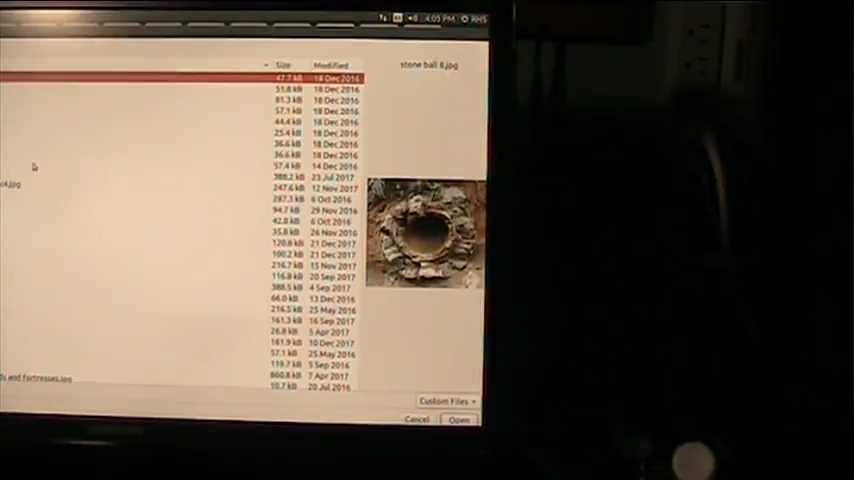 4:05 PM RHS
Size Modified
stone ball 8.jpg
47.7 kB 18 Dec 2016
51.8 kB 18 Dec 2016
81.3 kB 18 Dec 2016
57.1 kB 18 Dec 2016
44.4 kB 18 Dec 2016
25.4 kB 18 Dec 2016
36.6 kB 18 Dec 2016
36.6 kB 18 Dec 2016
57.4 kB 14 Dec 2016
388.2 kB 23 Jul 2017
247.6 kB 12 Nov 2017
287.3 kB 6 Oct 2016
94.7 kB 29 Nov 2016
42.8 kB 6 Oct 2016
35.8 kB 26 Nov 2016
120.8 kB 21 Dec 2017
100.2 kB 21 Dec 2017
216.7 kB 15 Nov 2017
116.8 kB 20 Sep 2017
388.5 kB 4 Sep 2017
66.0 kB 13 Dec 2016
216.5 kB 25 May 2016
161.3 kB 16 Sep 2017
26.8 kB 5 Apr 2017
161.9 kB 10 Dec 2017
57.1 kB 25 May 2016
119.7 kB 5 Sep 2016
ds and fortresses.jpg 860.8 kB 7 Apr 2017
10.7 kB 20 Jul 2016
Custom Files
Cancel Open